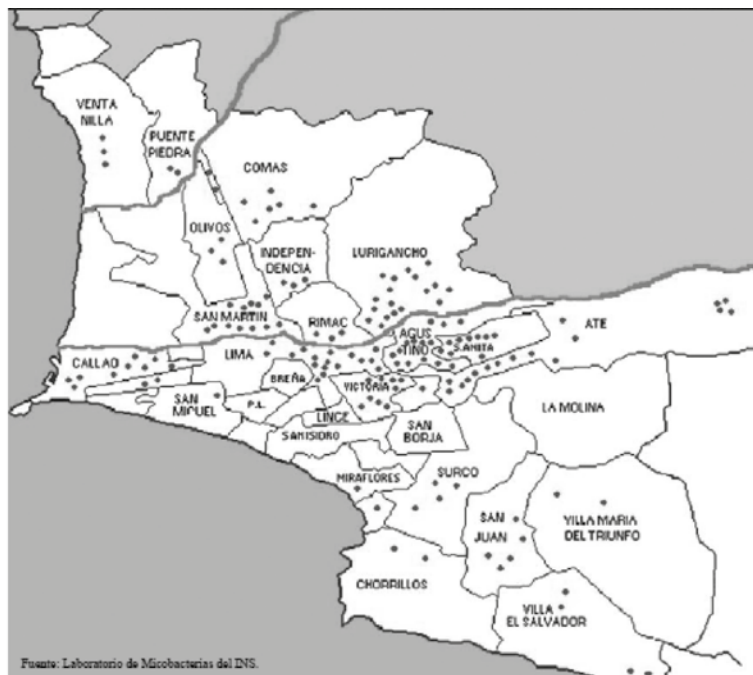 VENTA
NILLA
PUENTE
PIEDRA
COMAS
OLIVOS
INDEPEN-
DENCIA
LURIGANCHO
SAN MARTIN
RIMAC
AGUS
TINO
S.ANITA
ATE
CALLAO
LIMA
BREÑA
VICTORIA
SAN
MIGUEL
P.L.
LINCE
SAN ISIDRO
SAN
BORJA
LA MOLINA
MIRAFLORES
SURCO
SAN
JUAN
VILLA MARIA
DEL TRIUNFO
CHORRILLOS
VILLA
EL SALVADOR
Fuente: Laboratorio de Micobacterias del INS.